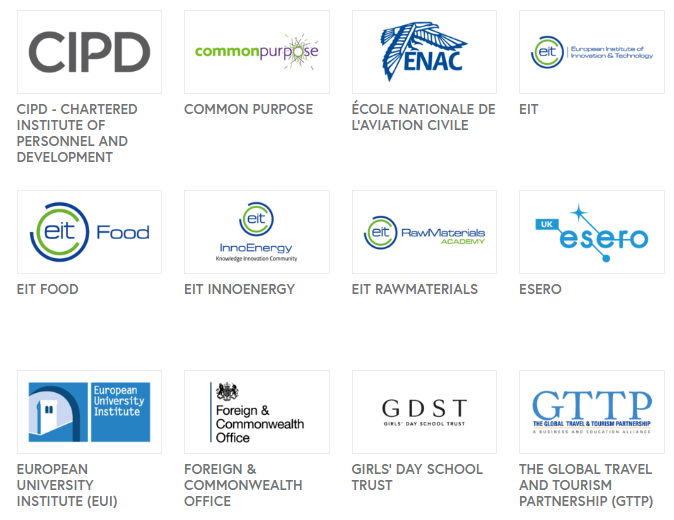 CIPD
commonpurpose
ENAC
eit European Institute of
Innovation & Technology
CIPD - CHARTERED
INSTITUTE OF
PERSONNEL AND
DEVELOPMENT
COMMON PURPOSE
ÉCOLE NATIONALE DE
L'AVIATION CIVILE
EIT
eit Food
eit
InnoEnergy
Knowledge Innovation Community
eit RawMaterials
ACADEMY
UK
esero
EIT FOOD
EIT INNOENERGY
EIT RAWMATERIALS
ESERO
European
University
Institute
Foreign &
Commonwealth
Office
GDST
GIRLS' DAY SCHOOL TRUST
GTTP
THE GLOBAL TRAVEL & TOURISM PARTNERSHIP
A BUSINESS AND EDUCATION ALLIANCE
EUROPEAN
UNIVERSITY
INSTITUTE (EUI)
FOREIGN &
COMMONWEALTH
OFFICE
GIRLS' DAY SCHOOL
TRUST
THE GLOBAL TRAVEL
AND TOURISM
PARTNERSHIP (GTTP)